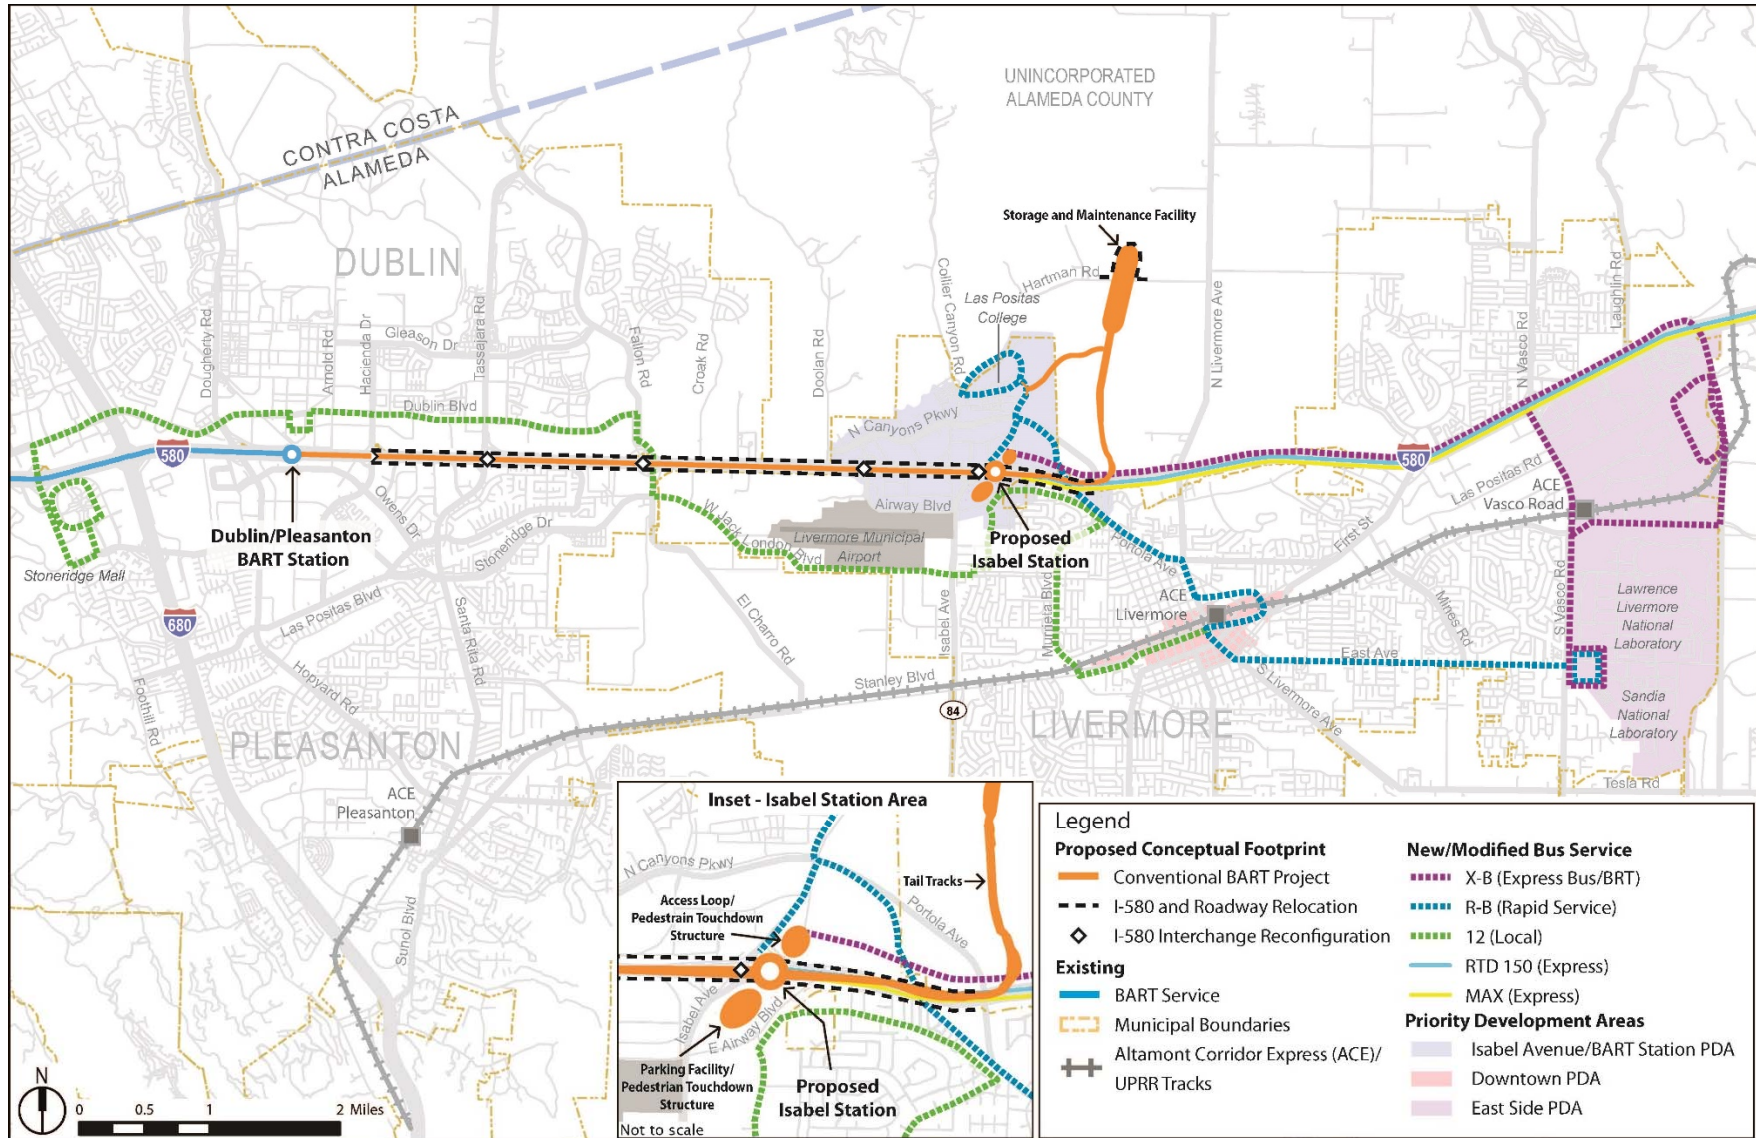 UNINCORPORATED
ALAMEDA COUNTY
CONTRA COSTA
ALAMEDA
Storage and Maintenance Facility
DUBLIN
Hartman Rd
Las Positas
College
Collier Canyon Rd
N Livermore Ave
N Vasco Rd
Laughlin Rd
Dougherty Rd
Arnold Rd
Hacienda Dr
Gleason Dr
Tassajara Rd
Fallon Rd
Croak Rd
Doolan Rd
Dublin Blvd
N Canyons Pkwy
580
580
Las Positas Rd
ACE
Vasco Road
Owens Dr
Stoneridge Dr
W Jack London Blvd
Airway Blvd
Livermore Municipal
Airport
Dublin/Pleasanton
BART Station
Proposed
Isabel Station
Portola Ave
First St
Stoneridge Mall
680
Las Positas Blvd
Santa Rita Rd
El Charro Rd
Isabel Ave
Murrieta Blvd
ACE
Livermore
Mines Rd
S Vasco Rd
Lawrence
Livermore
National
Laboratory
East Ave
Stanley Blvd
S Livermore Ave
Sandia
National
Laboratory
Foothill Rd
Hopyard Rd
84
LIVERMORE
PLEASANTON
Tesla Rd
ACE
Pleasanton
Sunol Blvd
Inset - Isabel Station Area
N Canyons Pkwy
Tail Tracks
Access Loop/
Pedestrain Touchdown
Structure
Portola Ave
Isabel Ave
E Airway Blvd
Parking Facility/
Pedestrian Touchdown
Structure
Proposed
Isabel Station
Not to scale
Legend
Proposed Conceptual Footprint
Conventional BART Project
I-580 and Roadway Relocation
I-580 Interchange Reconfiguration
Existing
BART Service
Municipal Boundaries
Altamont Corridor Express (ACE)/
UPRR Tracks
New/Modified Bus Service
X-B (Express Bus/BRT)
R-B (Rapid Service)
12 (Local)
RTD 150 (Express)
MAX (Express)
Priority Development Areas
Isabel Avenue/BART Station PDA
Downtown PDA
East Side PDA
N
0 0.5 1 2 Miles